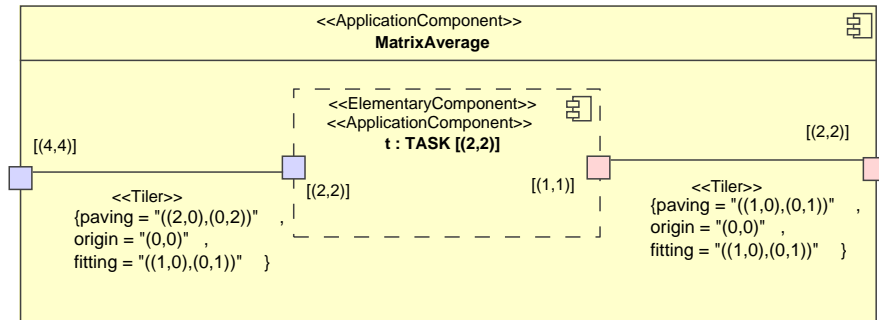 <<ApplicationComponent>>
MatrixAverage
<<ElementaryComponent>>
<<ApplicationComponent>>
t : TASK [(2,2)]
[(4,4)]
[(2,2)]
[(2,2)]
[(1,1)]
<<Tiler>>
{paving = "((2,0),(0,2))" ,
origin = "(0,0)" ,
fitting = "((1,0),(0,1))" }
<<Tiler>>
{paving = "((1,0),(0,1))" ,
origin = "(0,0)" ,
fitting = "((1,0),(0,1))" }